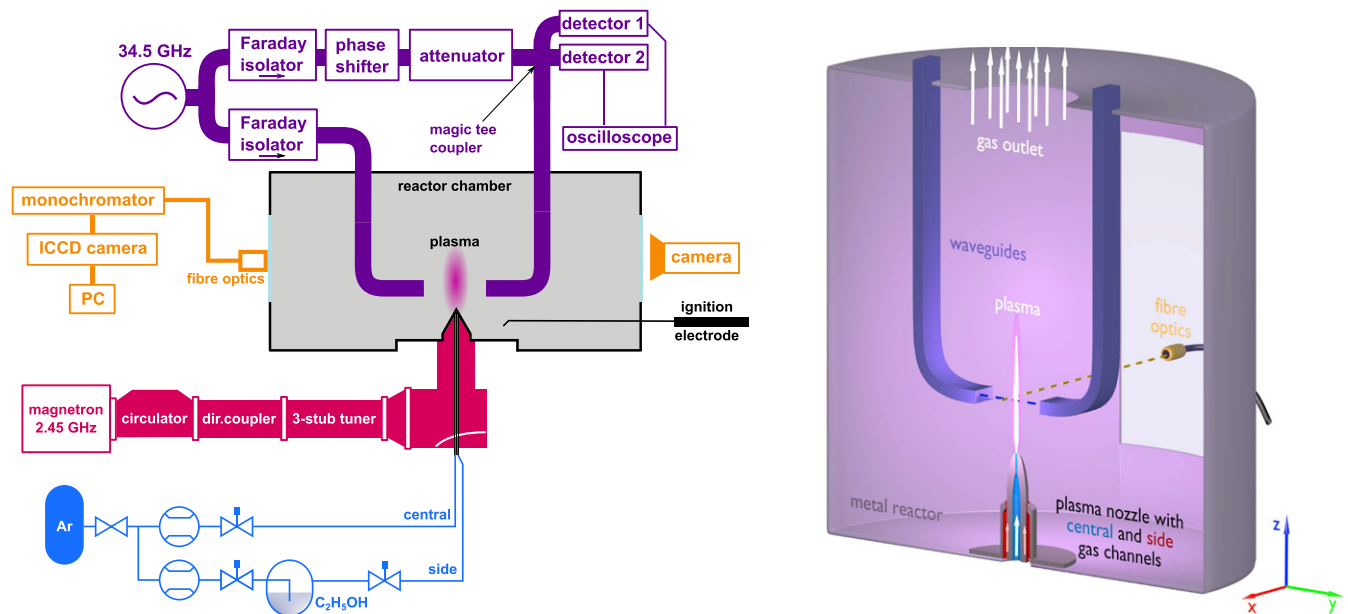 34.5 GHz
Faraday
isolator
phase
shifter
attenuator
detector 1
detector 2
Faraday
isolator
magic tee
coupler
oscilloscope
reactor chamber
monochromator
ICCD camera
PC
fibre optics
plasma
camera
ignition
electrode
magnetron
2.45 GHz
circulator
dir.coupler
3-stub tuner
Ar
central
side
C₂H₅OH
gas outlet
waveguides
plasma
fibre
optics
metal reactor
plasma nozzle with
central and side
gas channels
z
x
y